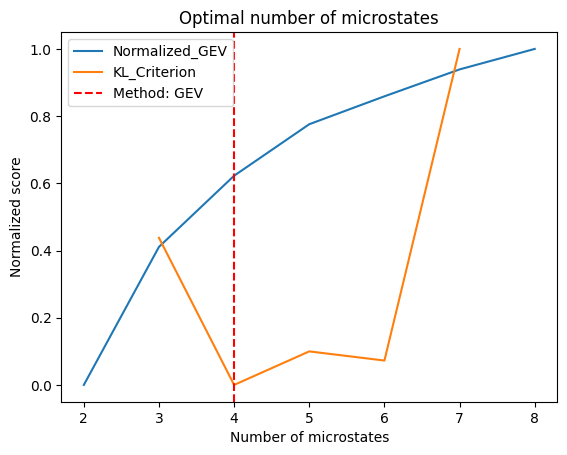 Optimal number of microstates
Normalized_GEV
KL_Criterion
Method: GEV
Normalized score
1.0
0.8
0.6
0.4
0.2
0.0
2 3 4 5 6 7 8
Number of microstates